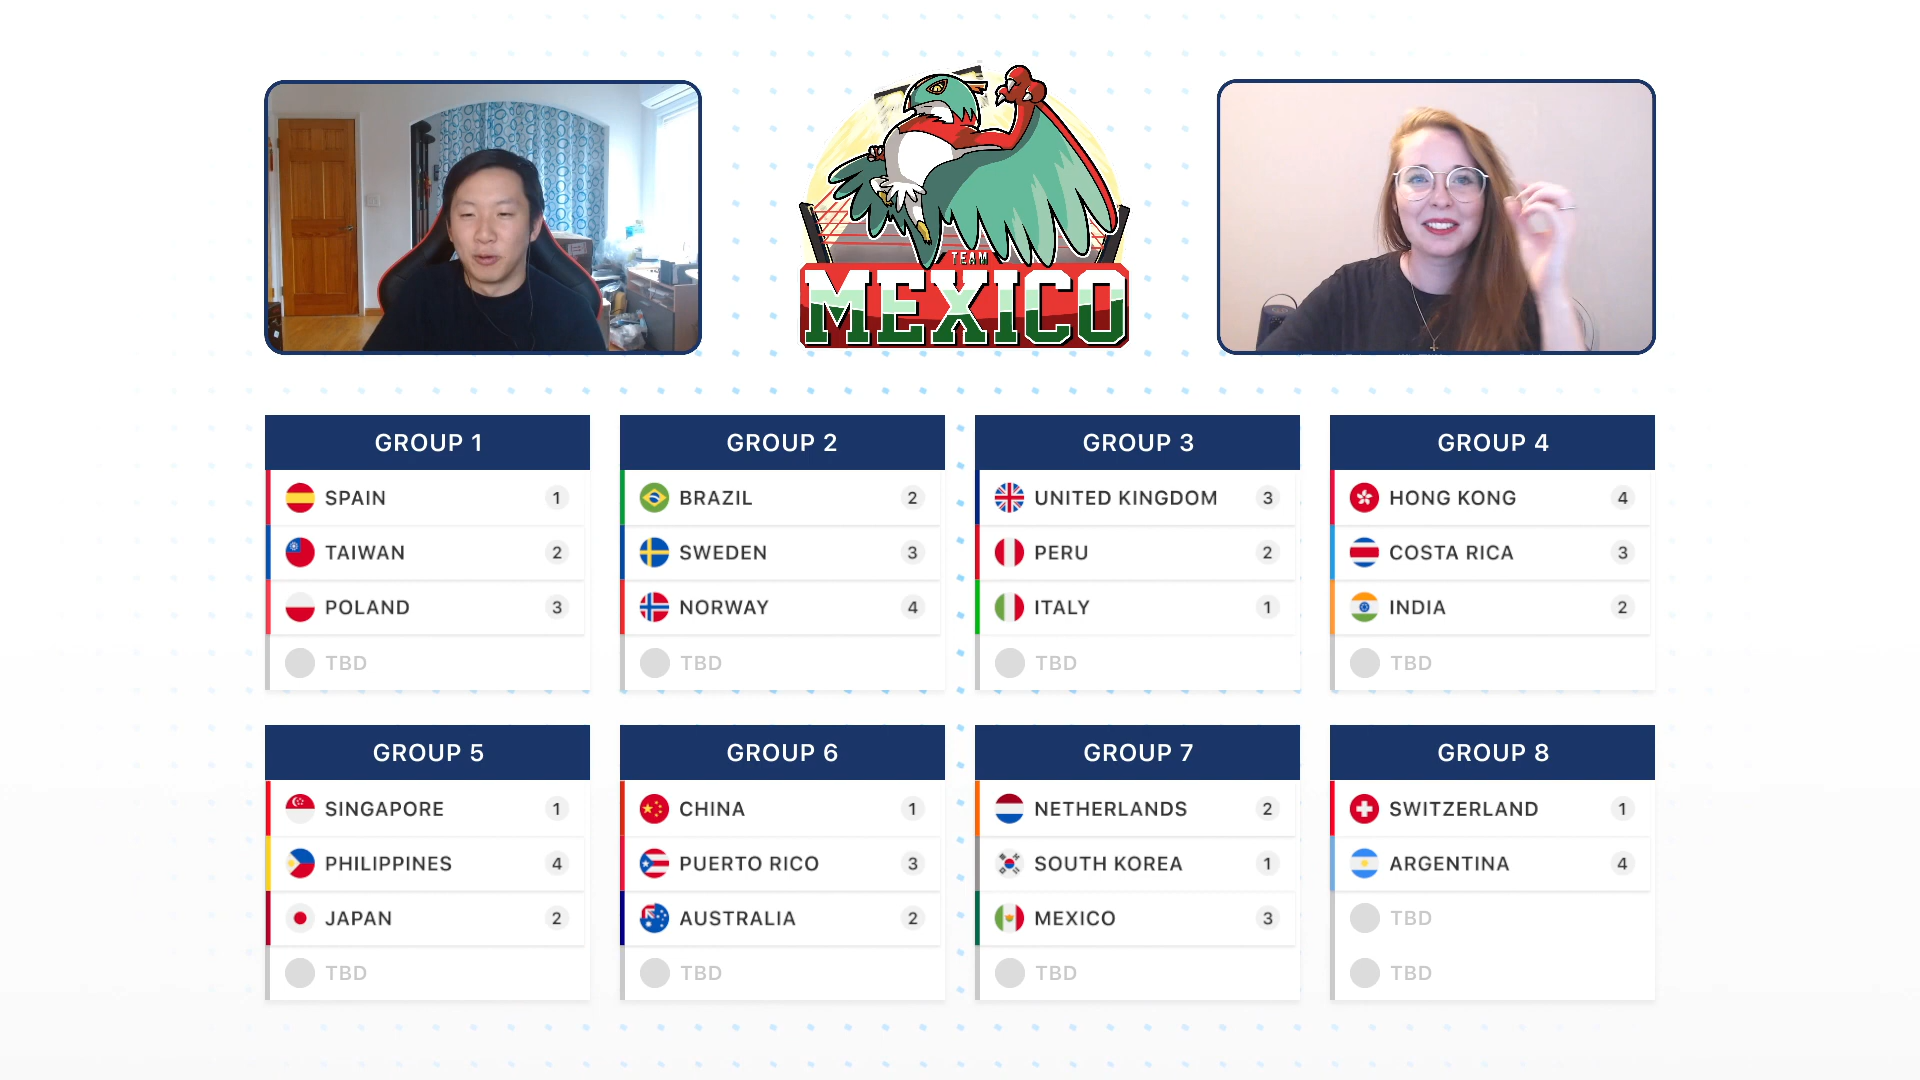 TEAM
MEXICO
GROUP 1
SPAIN 1
TAIWAN 2
POLAND 3
TBD
GROUP 2
BRAZIL 2
SWEDEN 3
NORWAY 4
TBD
GROUP 3
UNITED KINGDOM 3
PERU 2
ITALY 1
TBD
GROUP 4
HONG KONG 4
COSTA RICA 3
INDIA 2
TBD
GROUP 5
SINGAPORE 1
PHILIPPINES 4
JAPAN 2
TBD
GROUP 6
CHINA 1
PUERTO RICO 3
AUSTRALIA 2
TBD
GROUP 7
NETHERLANDS 2
SOUTH KOREA 1
MEXICO 3
TBD
GROUP 8
SWITZERLAND 1
ARGENTINA 4
TBD
TBD